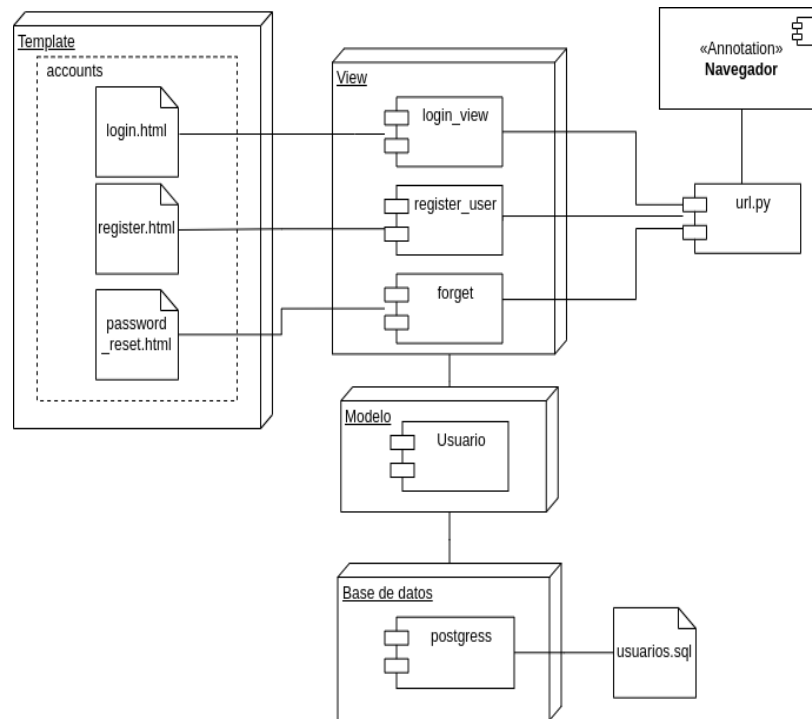 Template
accounts
login.html
register.html
password
_reset.html
View
login_view
register_user
forget
«Annotation»
Navegador
url.py
Modelo
Usuario
Base de datos
postgress
usuarios.sql